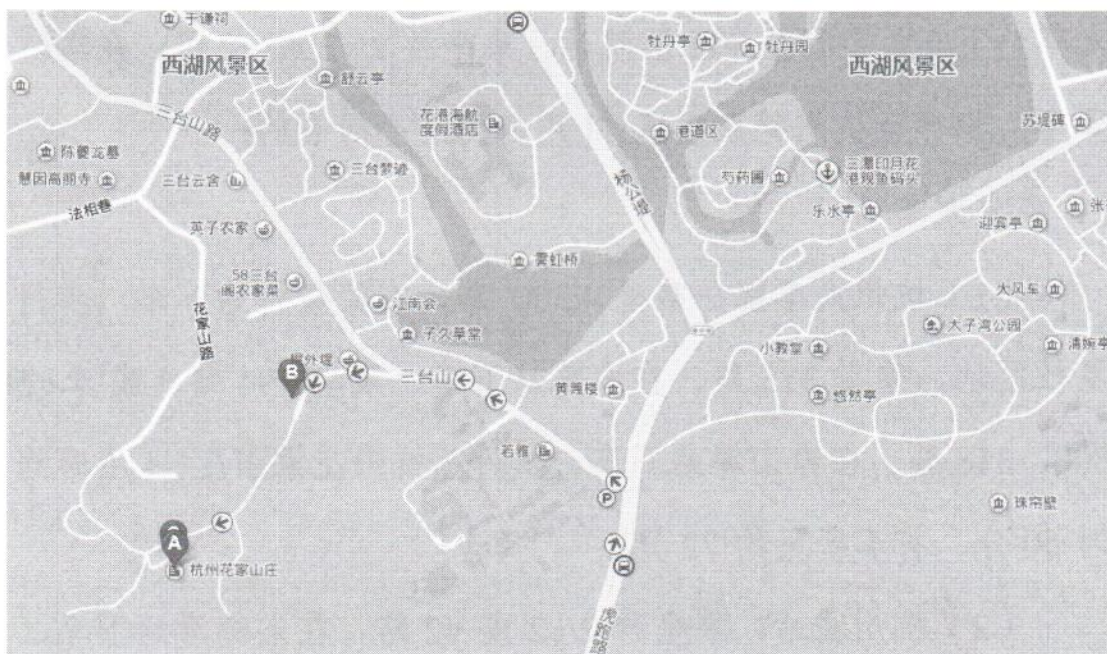 于谦祠
西湖风景区
舒云亭
牡丹亭
牡丹园
西湖风景区
花港海航
度假酒店
港道区
苏堤碑
三台山路
陈夔龙墓
慧因高丽寺
三台云舍
三台梦迹
杨公堤
芍药圃
三潭印月花
港观鱼码头
乐水亭
法相巷
英子农家
霁虹桥
迎宾亭
张
58三台
阁农家菜
江南会
大风车
花家山路
子久草堂
小教堂
太子湾公园
清婉亭
B
三台山
黄篾楼
悠然亭
若雅
P
珠帘壁
A
杭州花家山庄
虎跑路